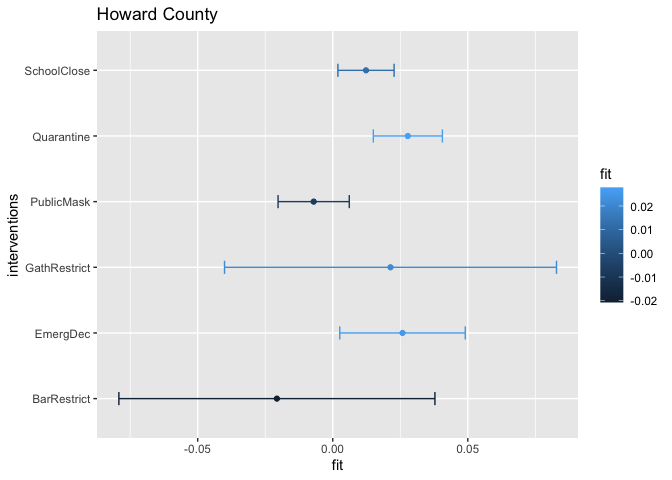 Howard County
SchoolClose
Quarantine
PublicMask
GathRestrict
EmergDec
BarRestrict
interventions
-0.05
0.00
0.05
fit
fit
0.02
0.01
0.00
-0.01
-0.02